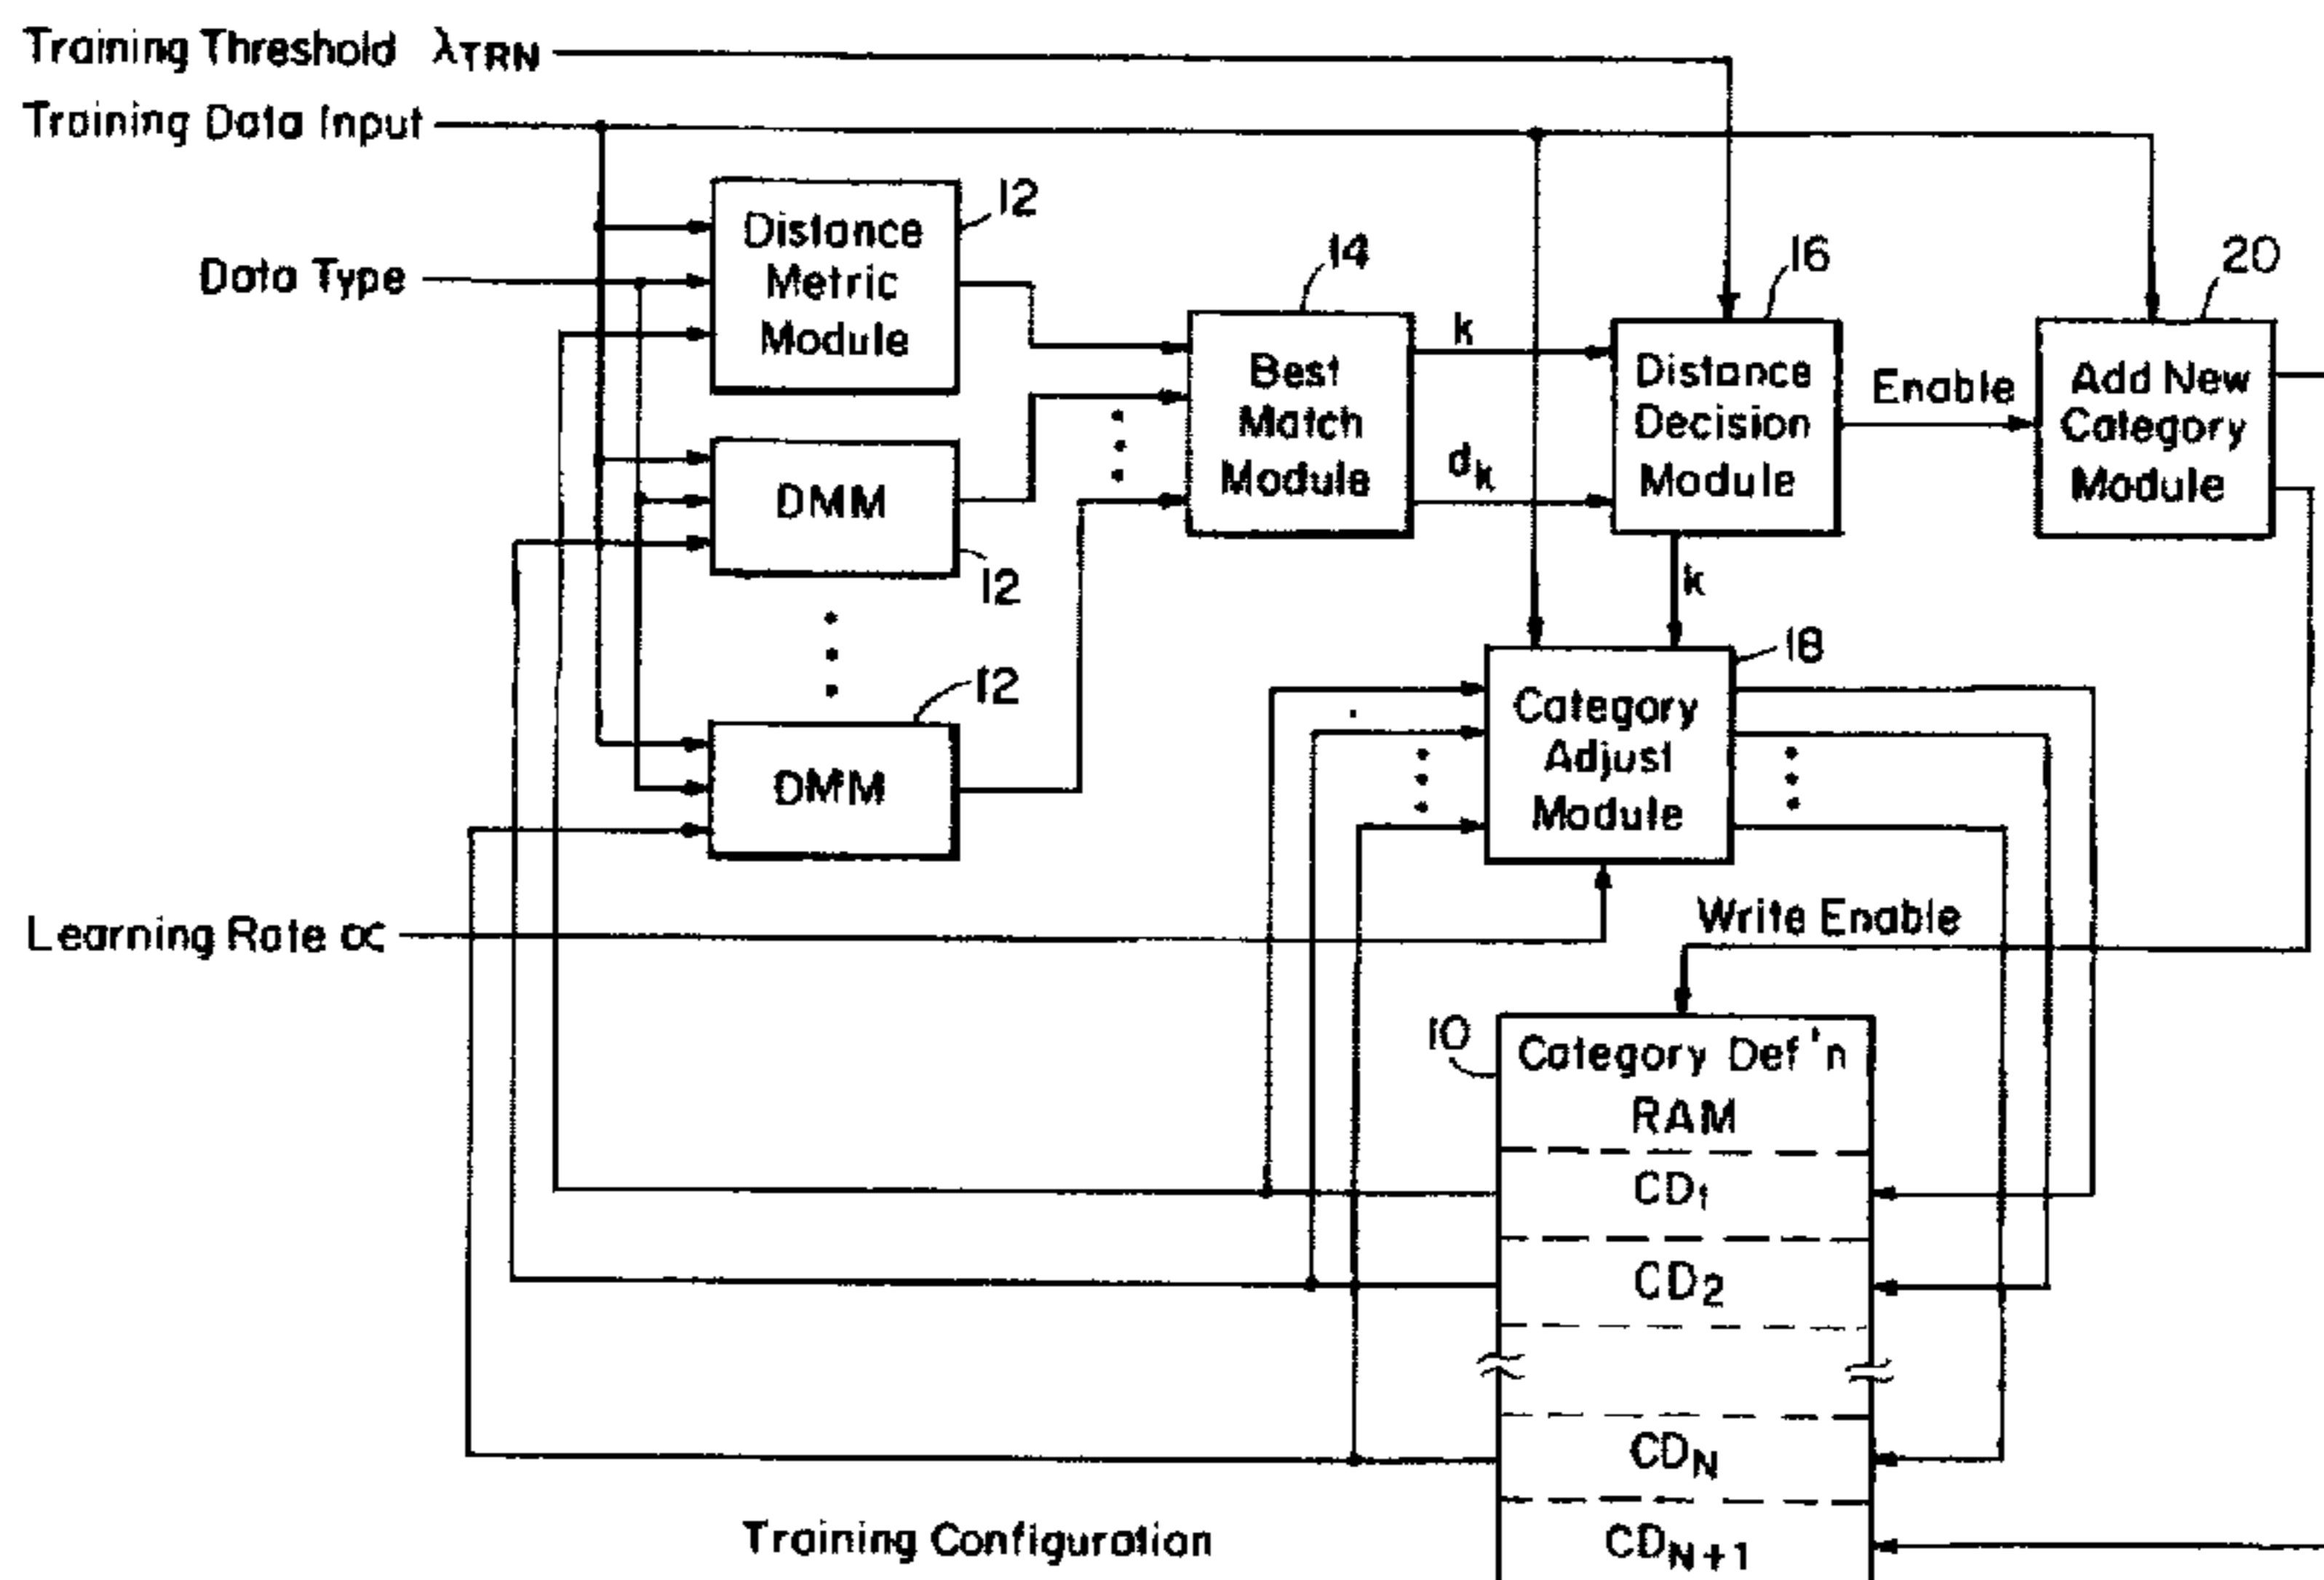 Training Threshold λTRN
Training Data Input
Data Type
Distance
Metric
Module
12
DMM
12
DMM
12
Best
Match
Module
14
k
dk
Distance
Decision
Module
16
Enable
Add New
Category
Module
20
k
Category
Adjust
Module
18
Learning Rate ∝
Write Enable
10
Category Def'n
RAM
CD1
CD2
CDN
CDN+1
Training Configuration